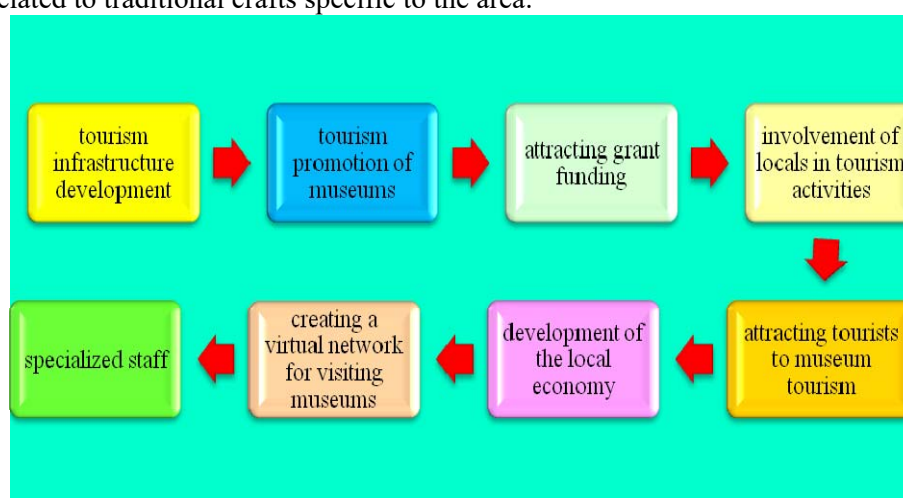 elated to traditional crafts specific to the area.
tourism
infrastructure
development
tourism
promotion of
museums
attracting grant
funding
involvement of
locals in tourism
activities
attracting tourists
to museum
tourism
development of
the local
economy
creating a
virtual network
for visiting
museums
specialized staff